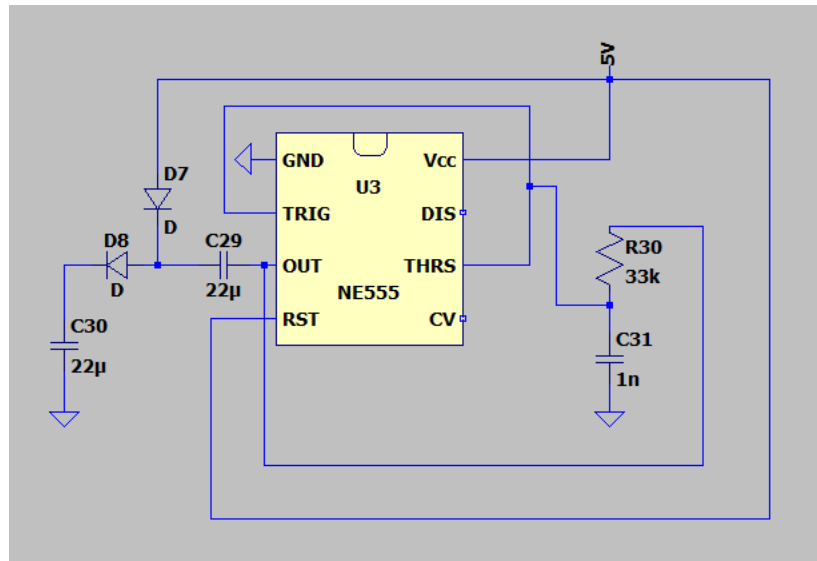 5V
D7
D
D8
D
C29
22µ
C30
22µ
GND
TRIG
OUT
RST
U3
NE555
Vcc
DIS
THRS
CV
R30
33k
C31
1n